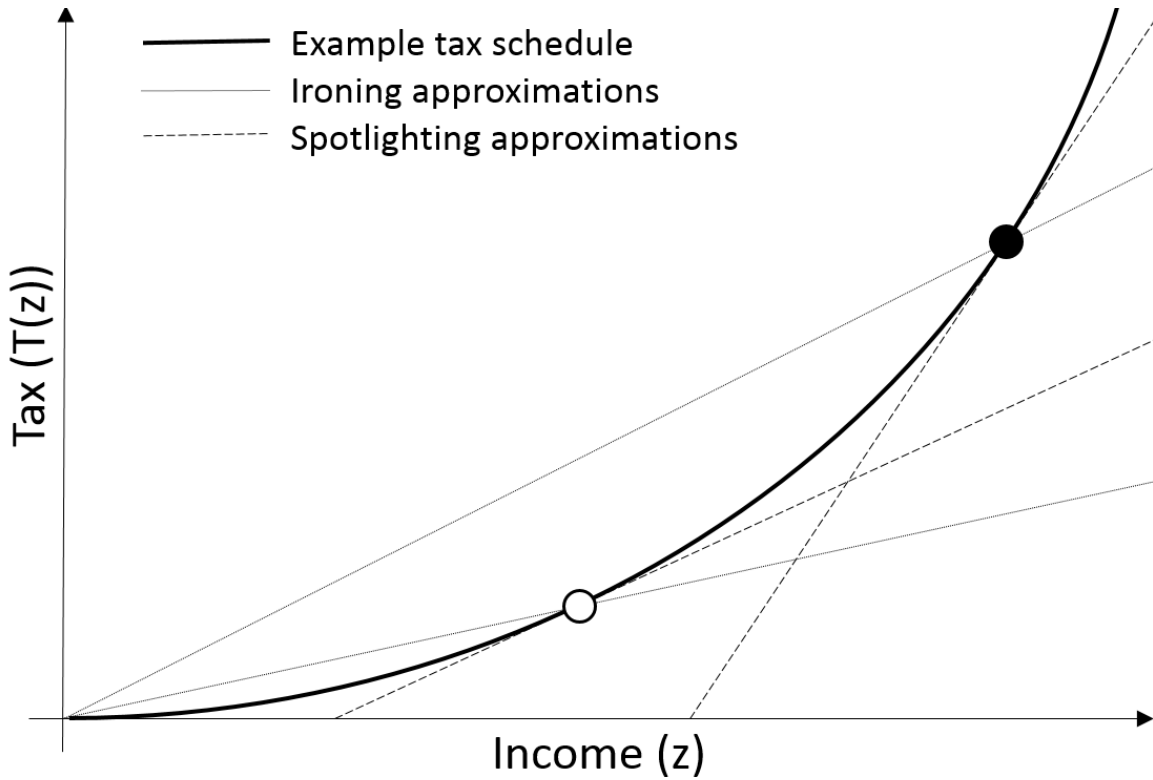 Example tax schedule
Ironing approximations
Spotlighting approximations
Tax (T(z))
Income (z)